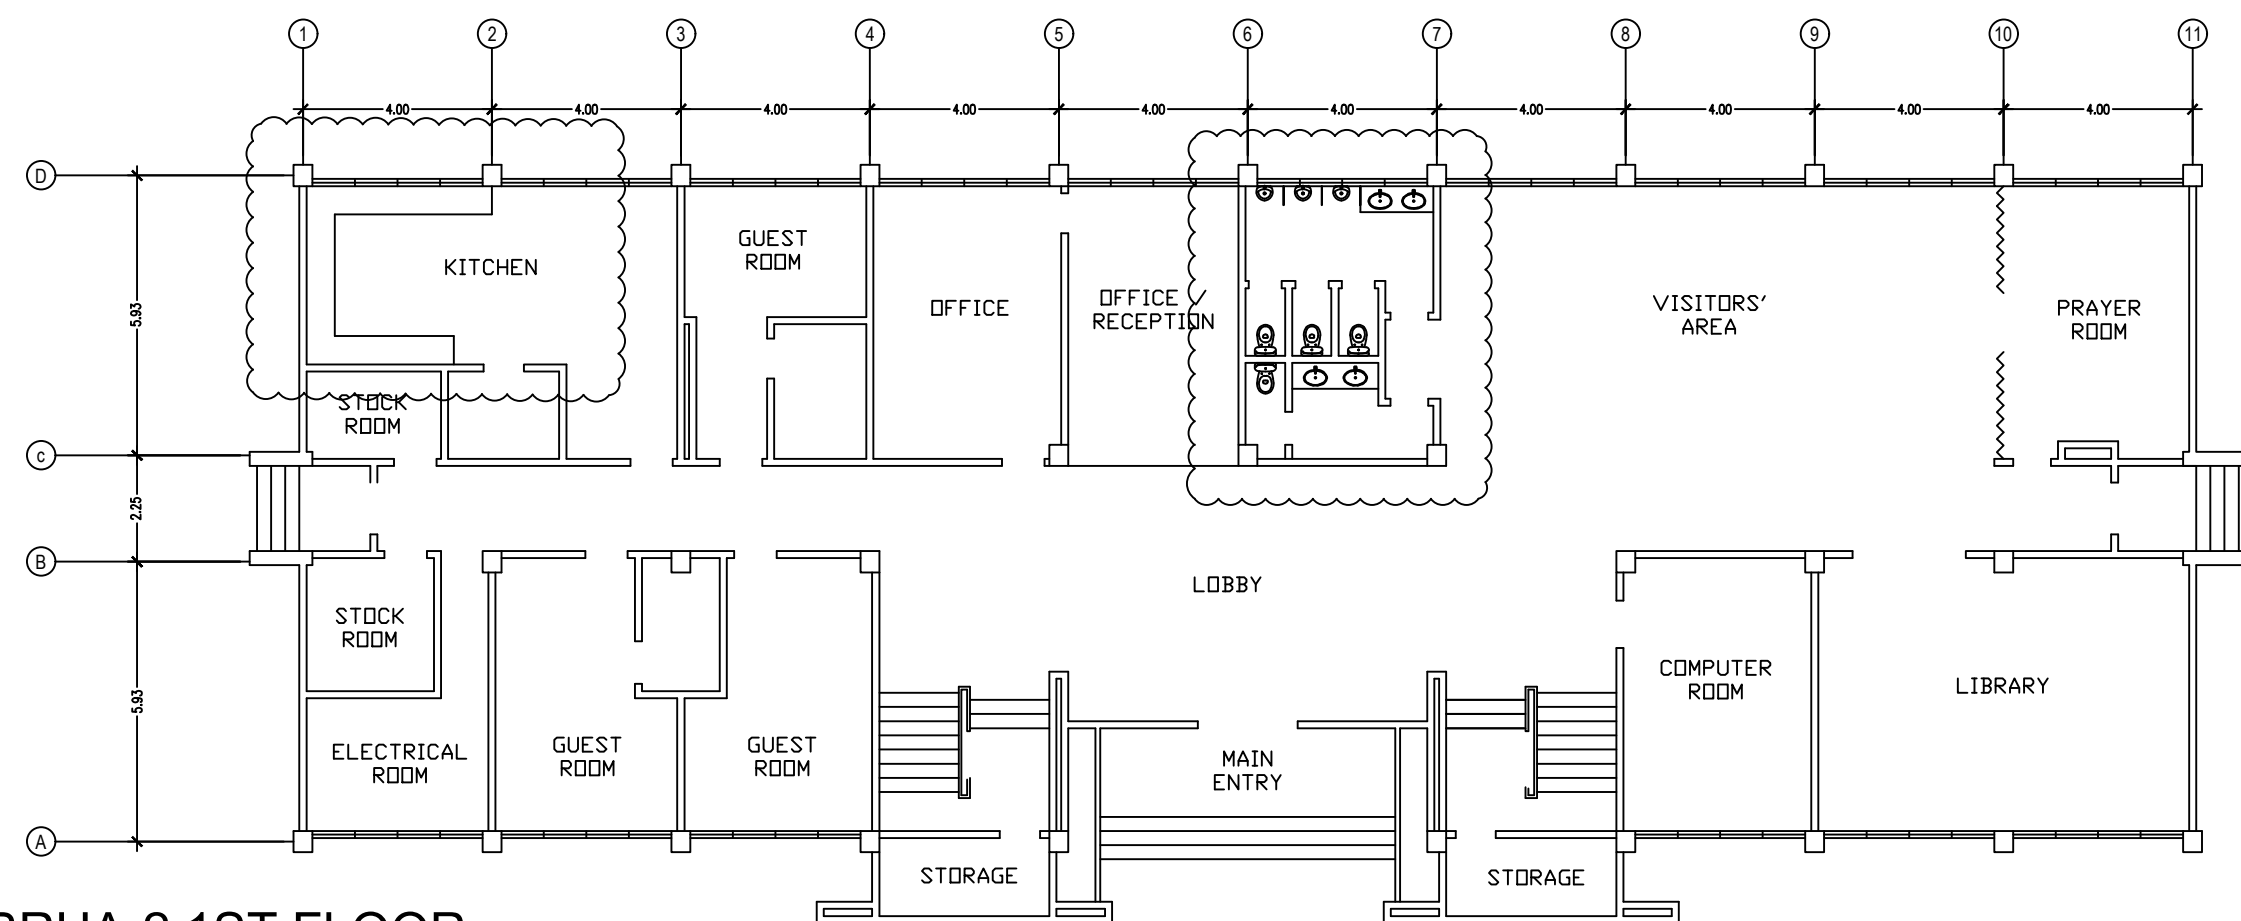 1 2 3 4 5 6 7 8 9 10 11
4.00 4.00 4.00 4.00 4.00 4.00 4.00 4.00 4.00 4.00
D
C
B
A
5.93
2.25
5.93
KITCHEN
GUEST
ROOM
OFFICE
OFFICE /
RECEPTION
VISITORS'
AREA
PRAYER
ROOM
STOCK
ROOM
LOBBY
STOCK
ROOM
COMPUTER
ROOM
LIBRARY
ELECTRICAL
ROOM
GUEST
ROOM
GUEST
ROOM
MAIN
ENTRY
STORAGE
STORAGE
1ST FLOOR